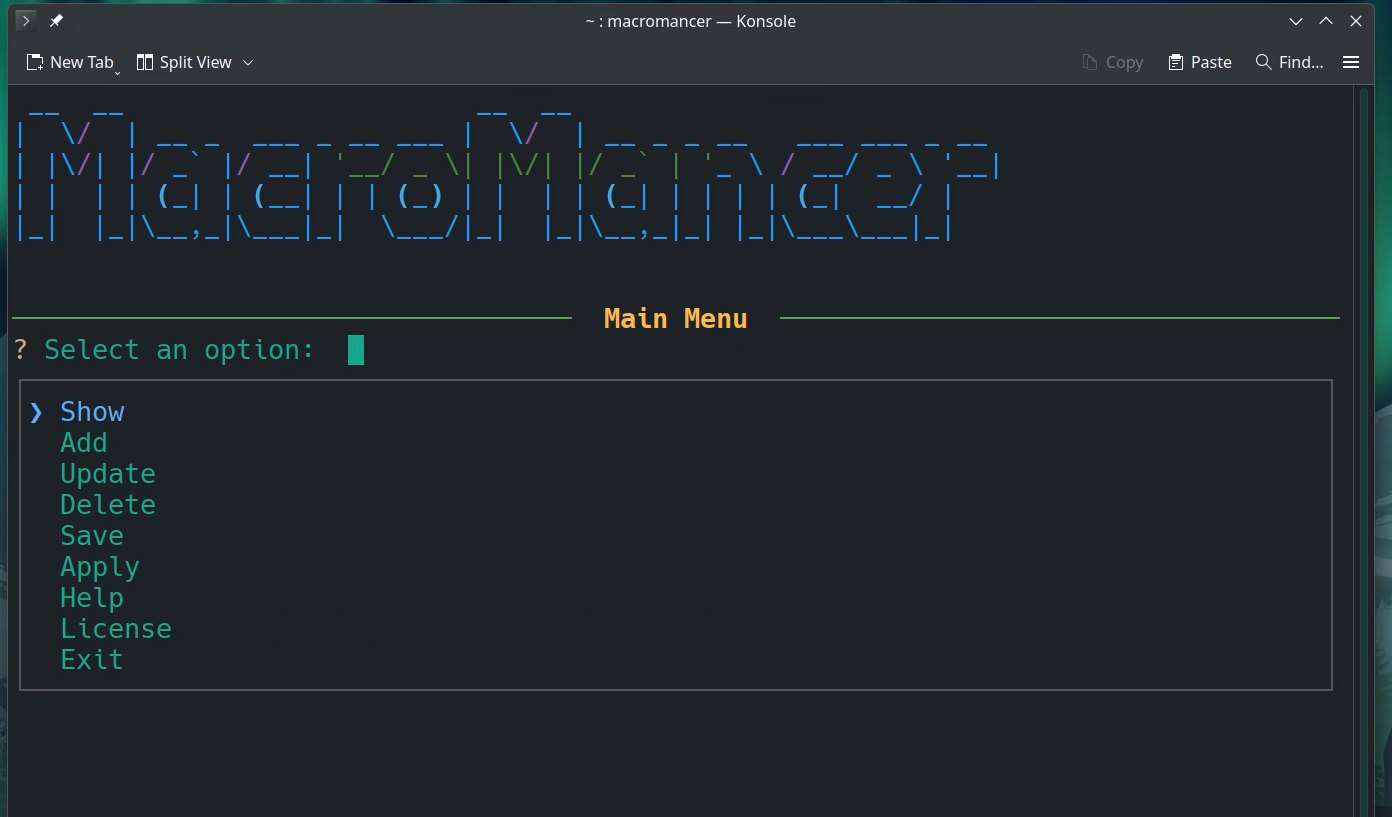 ~ : macromancer — Konsole
New Tab Split View Copy Paste Find...
MacroMancer
Main Menu
? Select an option:
❯ Show
Add
Update
Delete
Save
Apply
Help
License
Exit